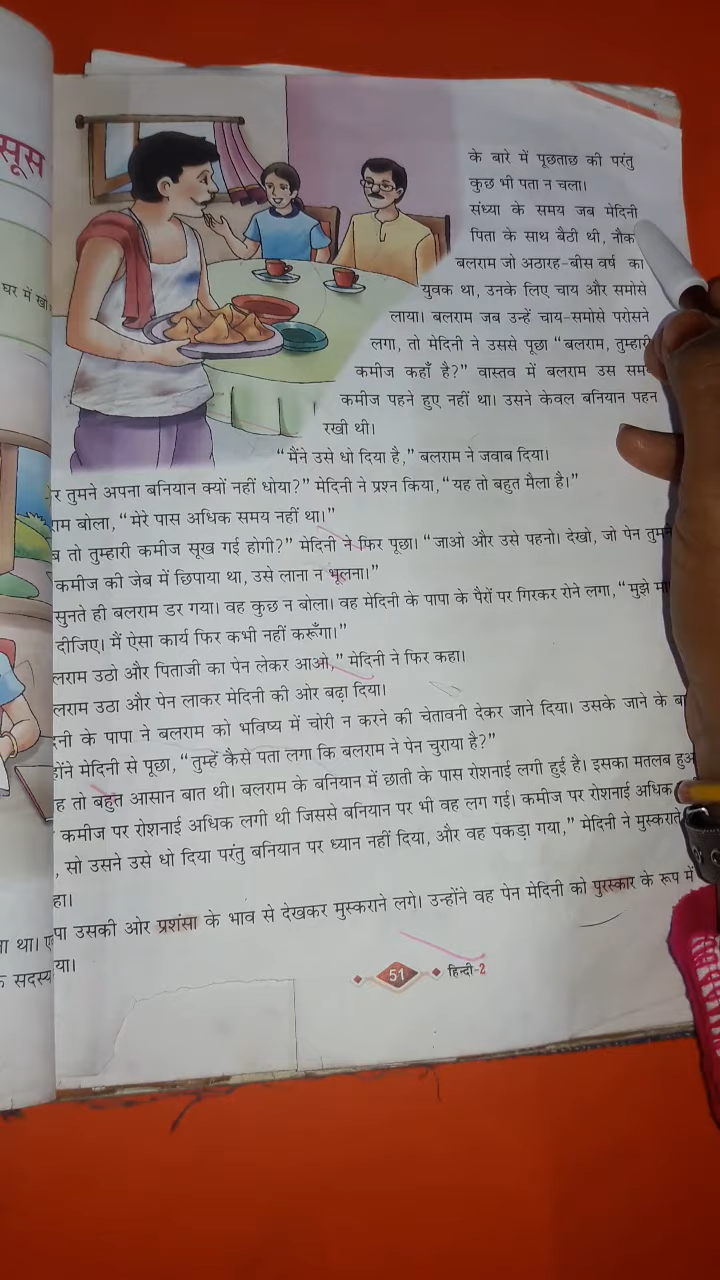 सूस
घर में खो
के बारे में पूछताछ की परंतु
कुछ भी पता न चला।
संध्या के समय जब मेदिनी
पिता के साथ बैठी थी, नौक
बलराम जो अठारह-बीस वर्ष का
युवक था, उनके लिए चाय और समोसे
लाया। बलराम जब उन्हें चाय-समोसे परोसने
लगा, तो मेदिनी ने उससे पूछा “बलराम, तुम्हारी
कमीज कहाँ है?” वास्तव में बलराम उस सम
कमीज पहने हुए नहीं था। उसने केवल बनियान पहन
रखी थी।
“मैंने उसे धो दिया है,” बलराम ने जवाब दिया।
र तुमने अपना बनियान क्यों नहीं धोया?” मेदिनी ने प्रश्न किया, “यह तो बहुत मैला है।”
ाम बोला, “मेरे पास अधिक समय नहीं था।”
ब तो तुम्हारी कमीज सूख गई होगी?” मेदिनी ने फिर पूछा। “जाओ और उसे पहनो। देखो, जो पेन तुमने
कमीज की जेब में छिपाया था, उसे लाना न भूलना।”
सुनते ही बलराम डर गया। वह कुछ न बोला। वह मेदिनी के पापा के पैरों पर गिरकर रोने लगा, “मुझे मा
दीजिए। मैं ऐसा कार्य फिर कभी नहीं करूँगा।”
लराम उठो और पिताजी का पेन लेकर आओ,” मेदिनी ने फिर कहा।
लराम उठा और पेन लाकर मेदिनी की ओर बढ़ा दिया।
नी के पापा ने बलराम को भविष्य में चोरी न करने की चेतावनी देकर जाने दिया। उसके जाने के बा
होंने मेदिनी से पूछा, “तुम्हें कैसे पता लगा कि बलराम ने पेन चुराया है?”
ह तो बहुत आसान बात थी। बलराम के बनियान में छाती के पास रोशनाई लगी हुई है। इसका मतलब हुअ
कमीज पर रोशनाई अधिक लगी थी जिससे बनियान पर भी वह लग गई। कमीज पर रोशनाई अधिक
, सो उसने उसे धो दिया परंतु बनियान पर ध्यान नहीं दिया, और वह पकड़ा गया,” मेदिनी ने मुस्कराते
हा।
पा उसकी ओर प्रशंसा के भाव से देखकर मुस्कराने लगे। उन्होंने वह पेन मेदिनी को पुरस्कार के रूप में
या।
ा था। ए
सदस्य
51
हिन्दी-2